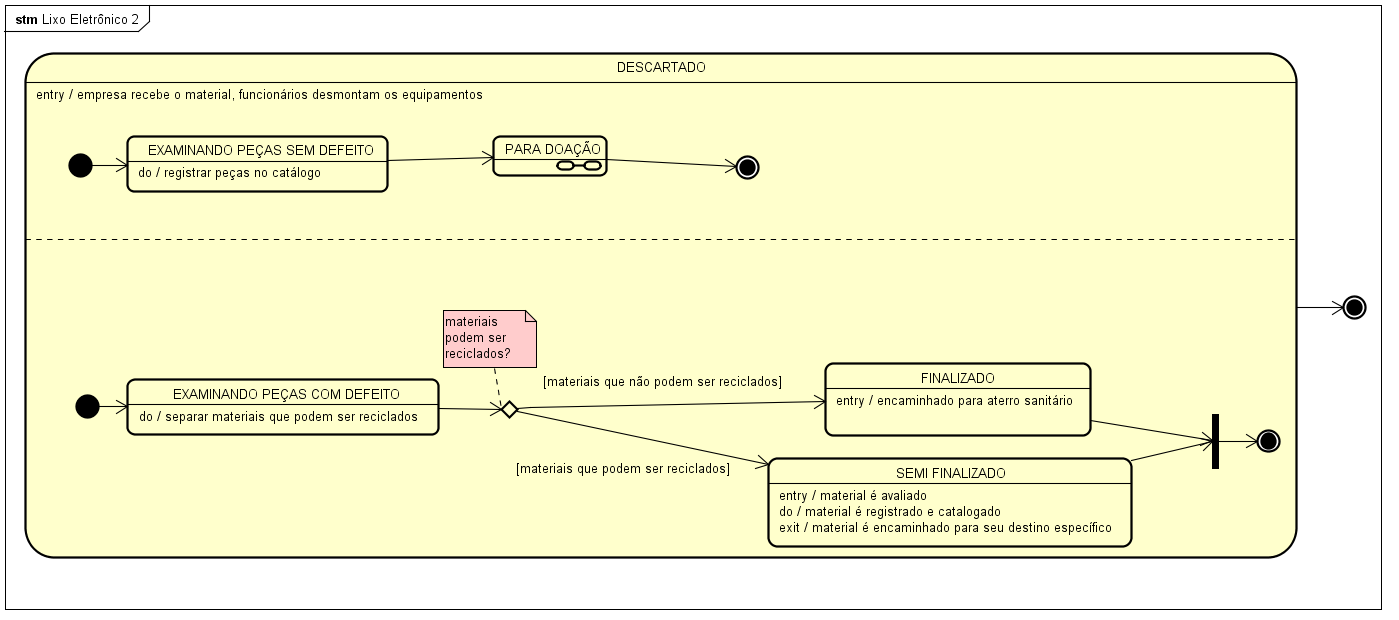 stm Lixo Eletrônico 2
DESCARTADO
entry / empresa recebe o material, funcionários desmontam os equipamentos
EXAMINANDO PEÇAS SEM DEFEITO
do / registrar peças no catálogo
PARA DOAÇÃO
materiais
podem ser
reciclados?
EXAMINANDO PEÇAS COM DEFEITO
do / separar materiais que podem ser reciclados
[materiais que não podem ser reciclados]
FINALIZADO
entry / encaminhado para aterro sanitário
[materiais que podem ser reciclados]
SEMI FINALIZADO
entry / material é avaliado
do / material é registrado e catalogado
exit / material é encaminhado para seu destino específico